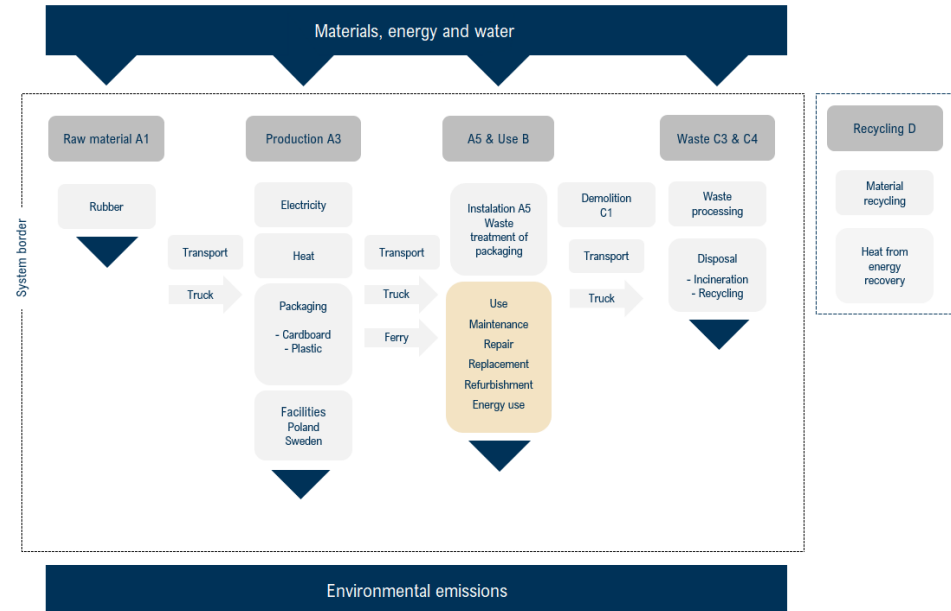 Materials, energy and water
System border
Raw material A1
Rubber
Transport
Truck
Production A3
Electricity
Heat
Packaging
- Cardboard
- Plastic
Facilities
Poland
Sweden
Transport
Truck
Ferry
A5 & Use B
Instalation A5
Waste
treatment of
packaging
Use
Maintenance
Repair
Replacement
Refurbishment
Energy use
Demolition
C1
Transport
Truck
Waste C3 & C4
Waste
processing
Disposal
- Incineration
- Recycling
Recycling D
Material
recycling
Heat from
energy
recovery
Environmental emissions